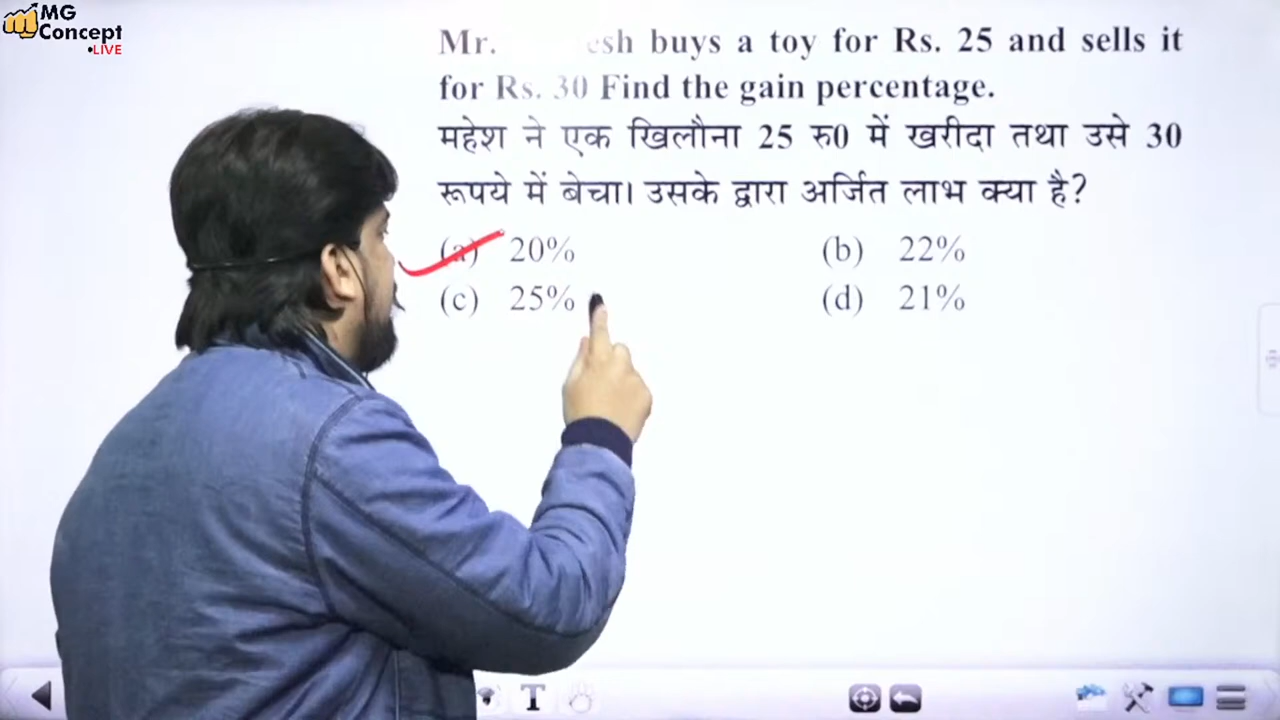 MG
Concept
•LIVE
Mr. esh buys a toy for Rs. 25 and sells it
for Rs. 30 Find the gain percentage.
महेश ने एक खिलौना 25 रु0 में खरीदा तथा उसे 30
रूपये में बेचा। उसके द्वारा अर्जित लाभ क्या है?
(a) 20% (b) 22%
(c) 25% (d) 21%
T